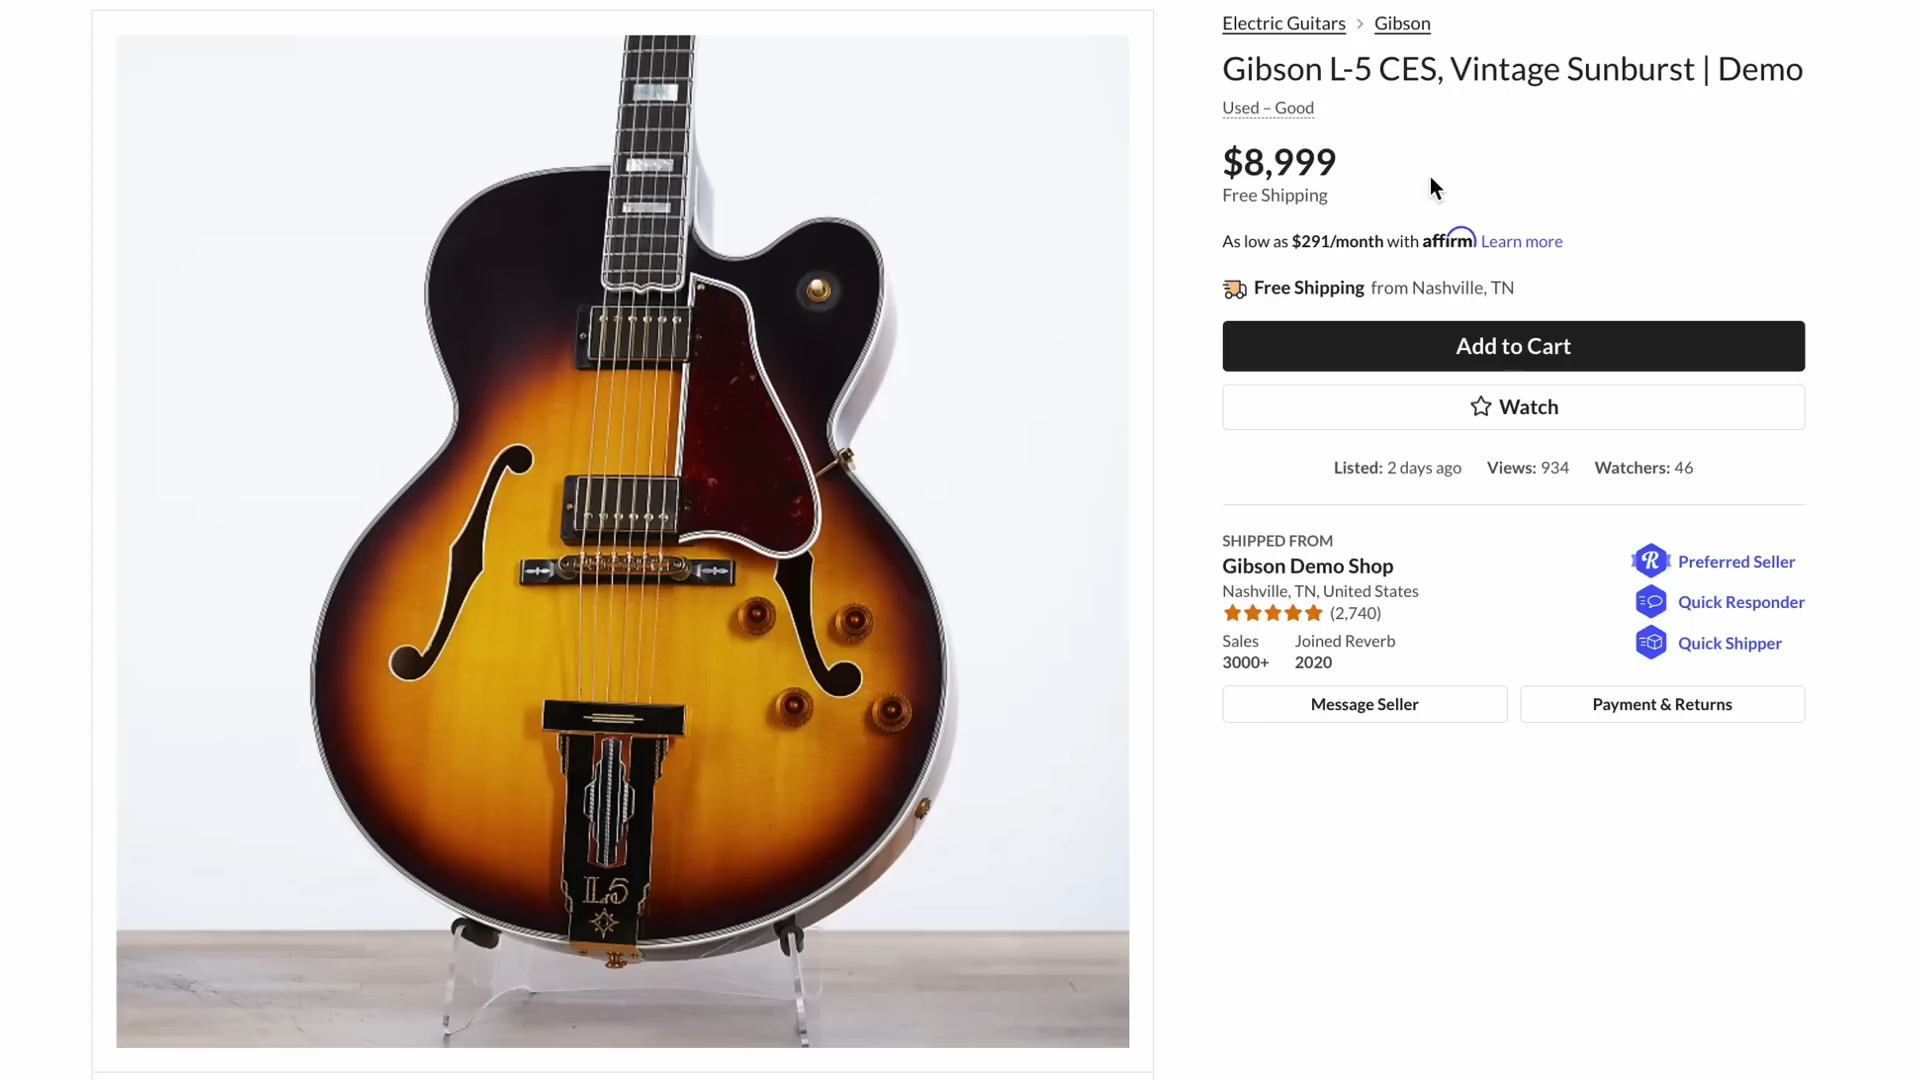 Electric Guitars > Gibson
Gibson L-5 CES, Vintage Sunburst | Demo
Used – Good
$8,999
Free Shipping
As low as $291/month with affirm Learn more
Free Shipping from Nashville, TN
Add to Cart
Watch
Listed: 2 days ago Views: 934 Watchers: 46
SHIPPED FROM
Gibson Demo Shop
Nashville, TN, United States
(2,740)
Sales Joined Reverb
3000+ 2020
R Preferred Seller
Quick Responder
Quick Shipper
Message Seller Payment & Returns
L5